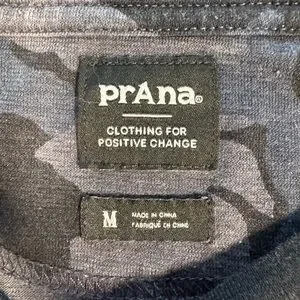 prAna®
CLOTHING FOR
POSITIVE CHANGE
M
MADE IN CHINA
FABRIQUÉ EN CHINE